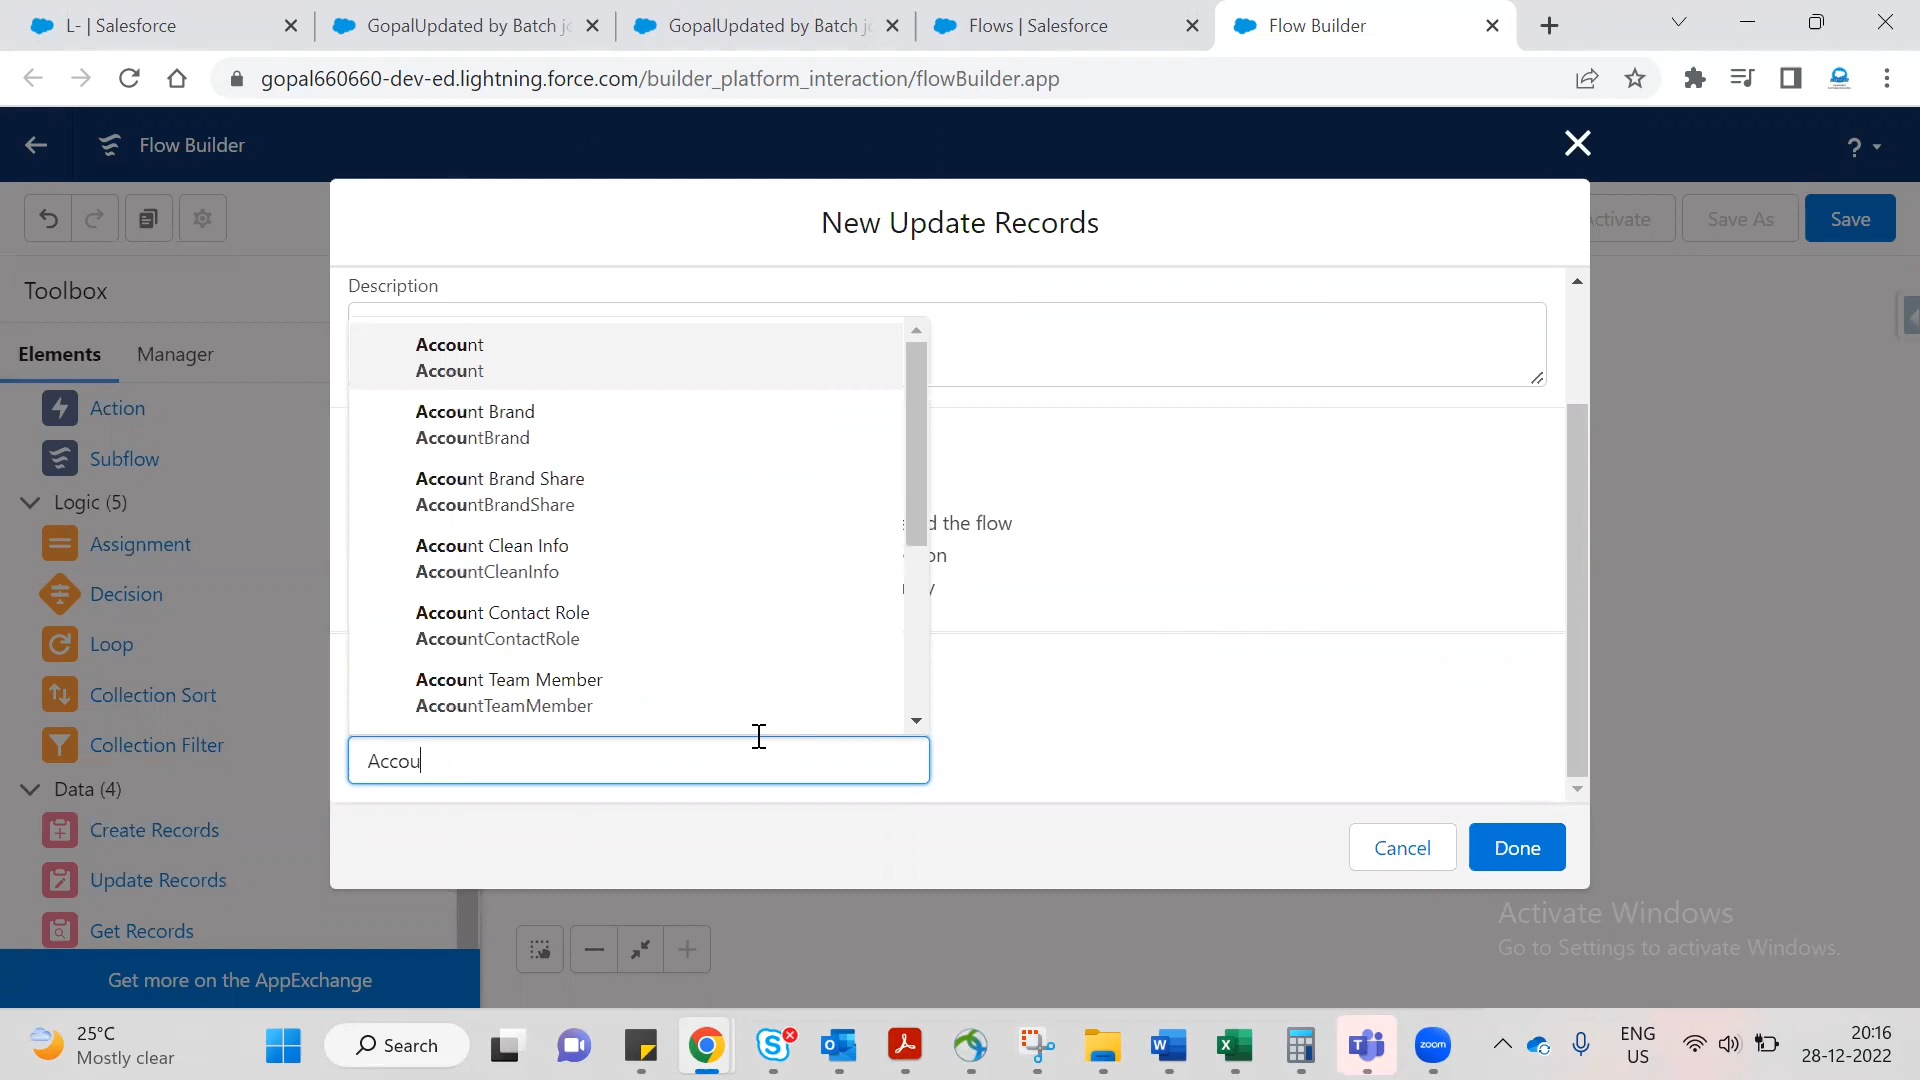 L- | Salesforce
GopalUpdated by Batch
GopalUpdated by Batch
Flows | Salesforce
Flow Builder
gopal660660-dev-ed.lightning.force.com/builder_platform_interaction/flowBuilder.app
Flow Builder
?
New Update Records
Save As
Save
Toolbox
Description
Elements
Manager
Action
Subflow
Logic (5)
Assignment
Decision
Loop
Collection Sort
Collection Filter
Data (4)
Create Records
Update Records
Get Records
Get more on the AppExchange
Account
Account
Account Brand
AccountBrand
Account Brand Share
AccountBrandShare
Account Clean Info
AccountCleanInfo
Account Contact Role
AccountContactRole
Account Team Member
AccountTeamMember
the flow
Accou
Cancel
Done
Activate Windows
Go to Settings to activate Windows.
25°C
Mostly clear
Search
zoom
ENG
US
20:16
28-12-2022